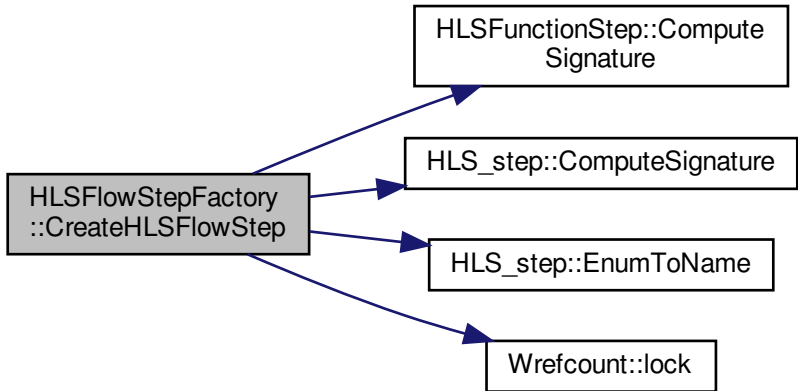 HLSFunctionStep::Compute
Signature
HLS_step::ComputeSignature
HLSFlowStepFactory
::CreateHLSFlowStep
HLS_step::EnumToName
Wrefcount::lock